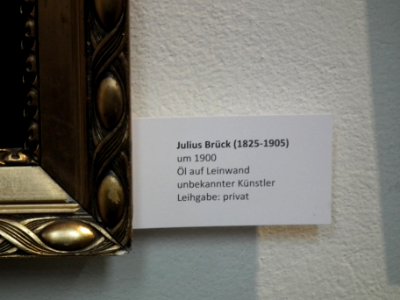 Julius Brück (1825-1905)
um 1900
Öl auf Leinwand
unbekannter Künstler
Leihgabe: privat